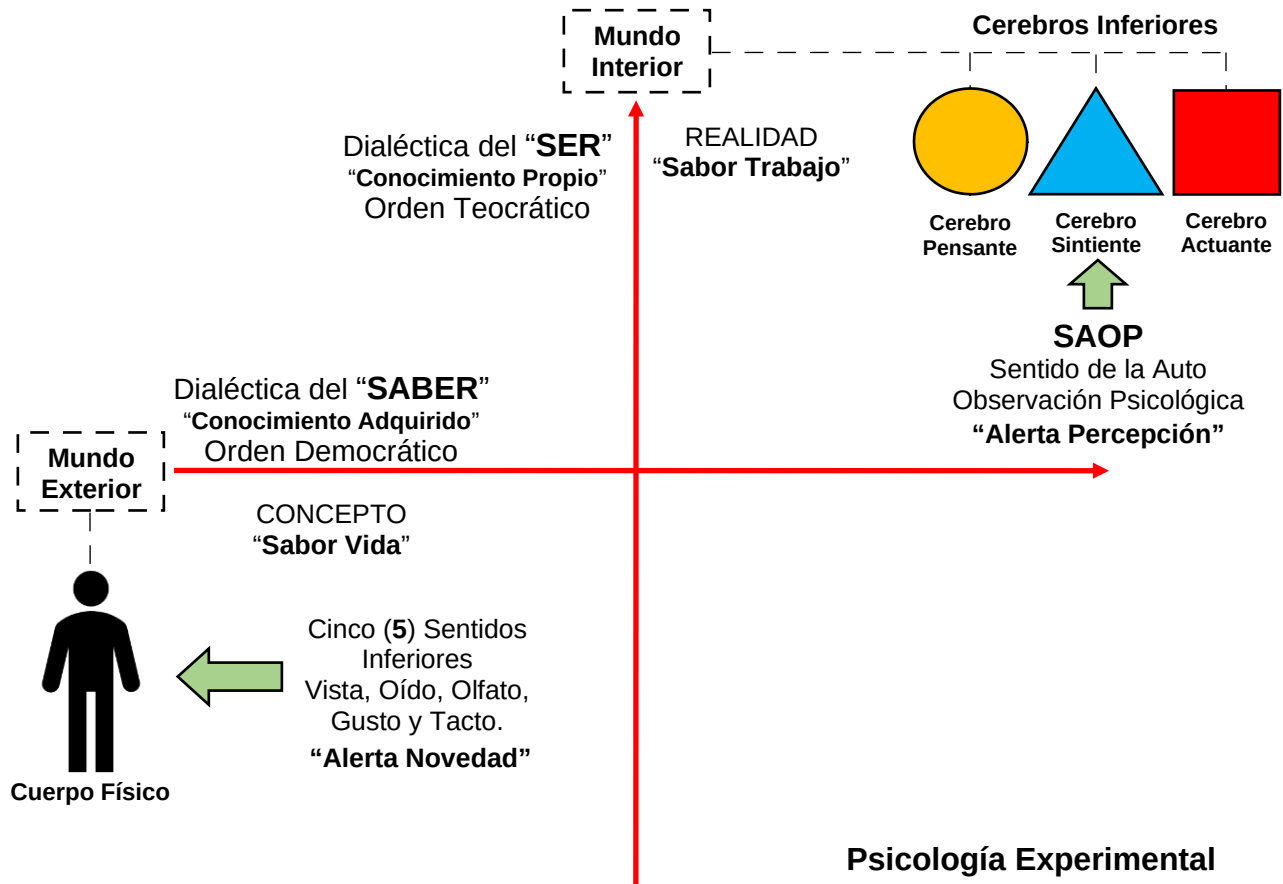 Mundo
Interior
Cerebros Inferiores
Dialéctica del “SER”
“Conocimiento Propio”
Orden Teocrático
REALIDAD
“Sabor Trabajo”
Cerebro
Pensante
Cerebro
Sintiente
Cerebro
Actuante
SAOP
Sentido de la Auto
Observación Psicológica
“Alerta Percepción”
Dialéctica del “SABER”
“Conocimiento Adquirido”
Orden Democrático
Mundo
Exterior
CONCEPTO
“Sabor Vida”
Cinco (5) Sentidos
Inferiores
Vista, Oído, Olfato,
Gusto y Tacto.
“Alerta Novedad”
Cuerpo Físico
Psicología Experimental